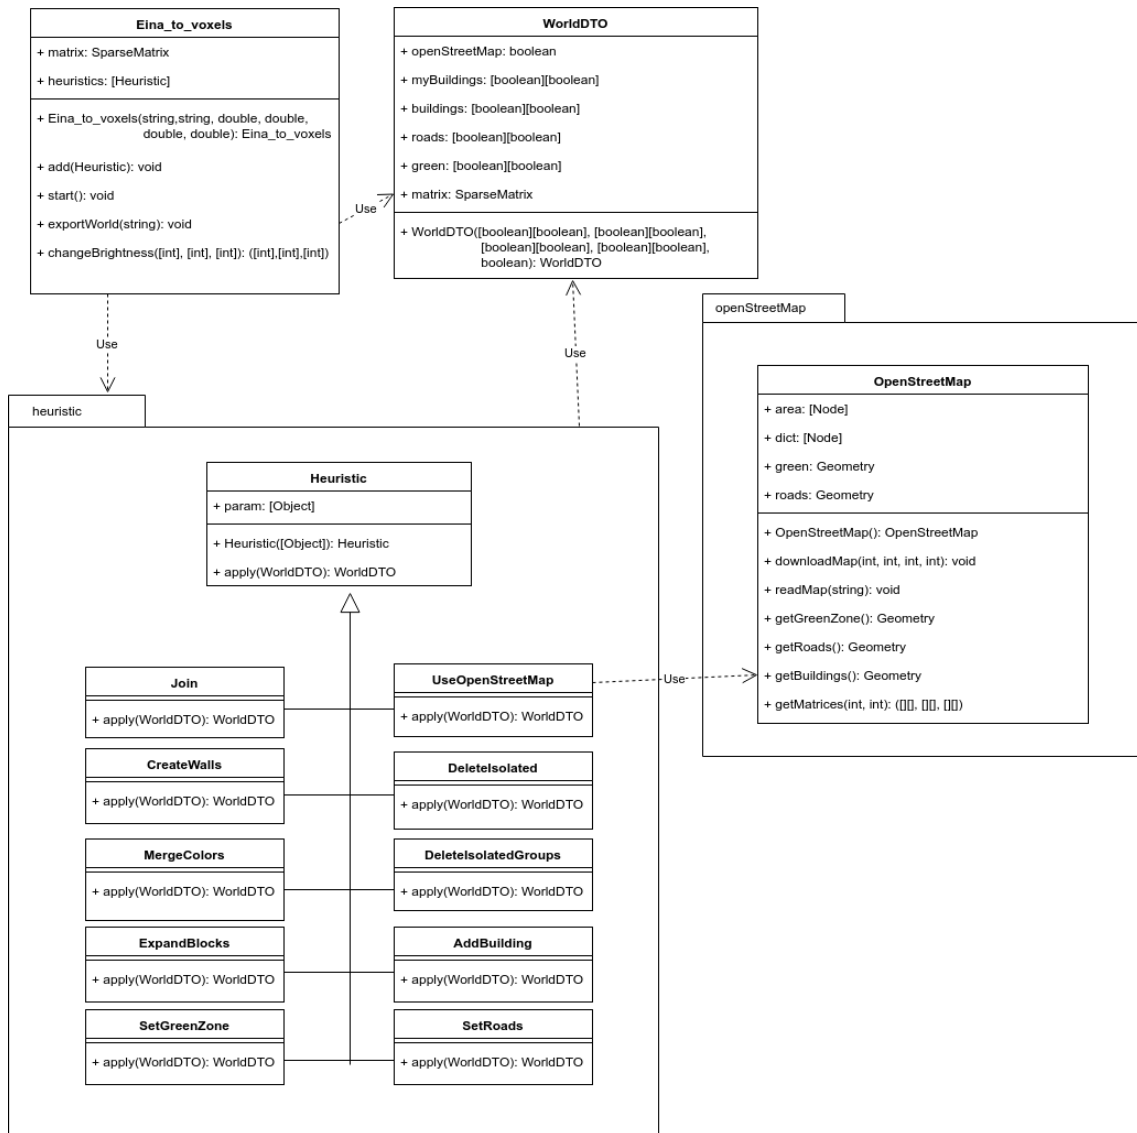 Eina_to_voxels
+ matrix: SparseMatrix
+ heuristics: [Heuristic]
+ Eina_to_voxels(string,string, double, double,
double, double): Eina_to_voxels
+ add(Heuristic): void
+ start(): void
+ exportWorld(string): void
+ changeBrightness([int], [int], [int]): ([int],[int],[int])
Use
WorldDTO
+ openStreetMap: boolean
+ myBuildings: [boolean][boolean]
+ buildings: [boolean][boolean]
+ roads: [boolean][boolean]
+ green: [boolean][boolean]
+ matrix: SparseMatrix
+ WorldDTO([boolean][boolean], [boolean][boolean],
[boolean][boolean], [boolean][boolean],
boolean): WorldDTO
Use
Use
openStreetMap
OpenStreetMap
+ area: [Node]
+ dict: [Node]
+ green: Geometry
+ roads: Geometry
+ OpenStreetMap(): OpenStreetMap
+ downloadMap(int, int, int, int): void
+ readMap(string): void
+ getGreenZone(): Geometry
+ getRoads(): Geometry
+ getBuildings(): Geometry
+ getMatrices(int, int): ([][], [][], [][])
heuristic
Heuristic
+ param: [Object]
+ Heuristic([Object]): Heuristic
+ apply(WorldDTO): WorldDTO
Join
+ apply(WorldDTO): WorldDTO
UseOpenStreetMap
+ apply(WorldDTO): WorldDTO
Use
CreateWalls
+ apply(WorldDTO): WorldDTO
DeleteIsolated
+ apply(WorldDTO): WorldDTO
MergeColors
+ apply(WorldDTO): WorldDTO
DeleteIsolatedGroups
+ apply(WorldDTO): WorldDTO
ExpandBlocks
+ apply(WorldDTO): WorldDTO
AddBuilding
+ apply(WorldDTO): WorldDTO
SetGreenZone
+ apply(WorldDTO): WorldDTO
SetRoads
+ apply(WorldDTO): WorldDTO